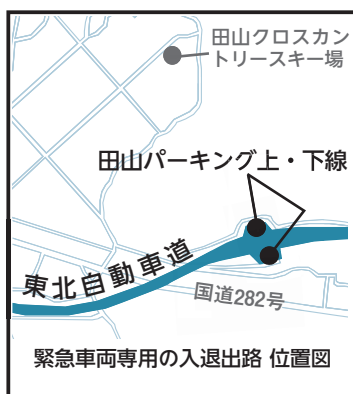 田山クロスカン
トリースキー場
田山パーキング上・下線
東北自動車道
国道282号
緊急車両専用の入退出路 位置図